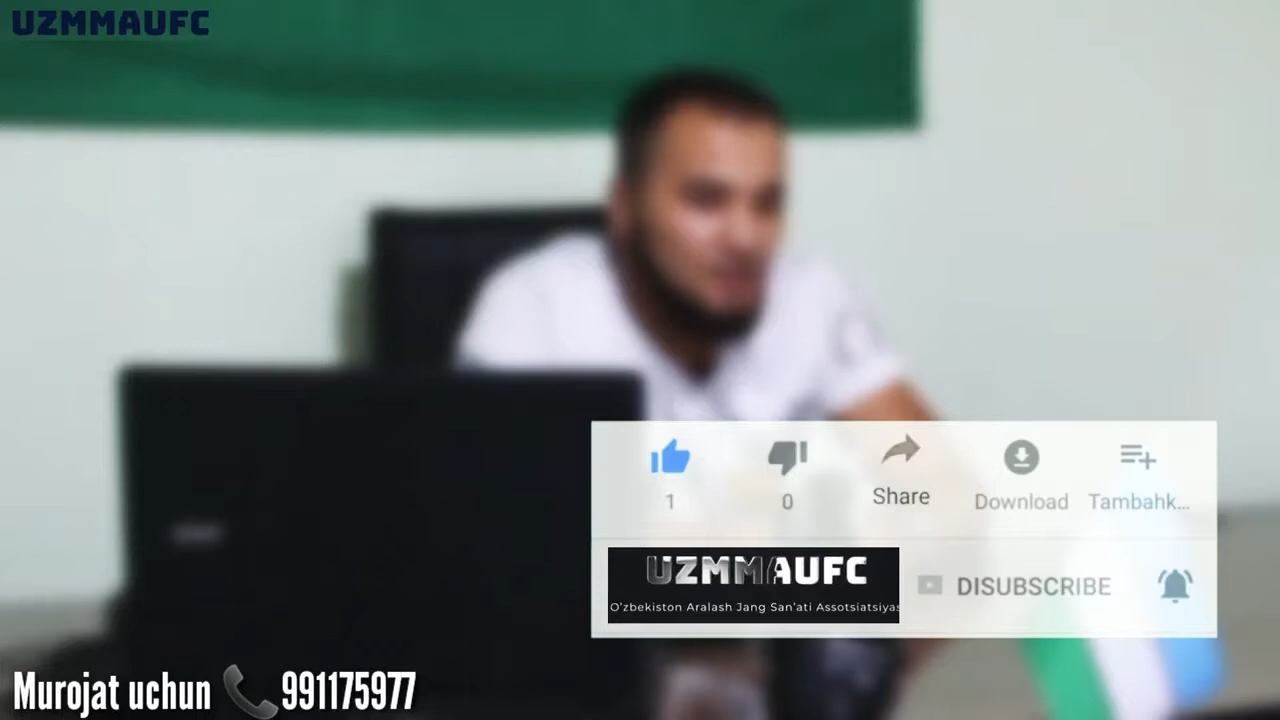 UZMMAUFC
1
0
Share
Download
Tambahk...
UZMMAUFC
O'zbekiston Aralash Jang San'ati Assotsiatsiyas
DISUBSCRIBE
Murojat uchun 991175977